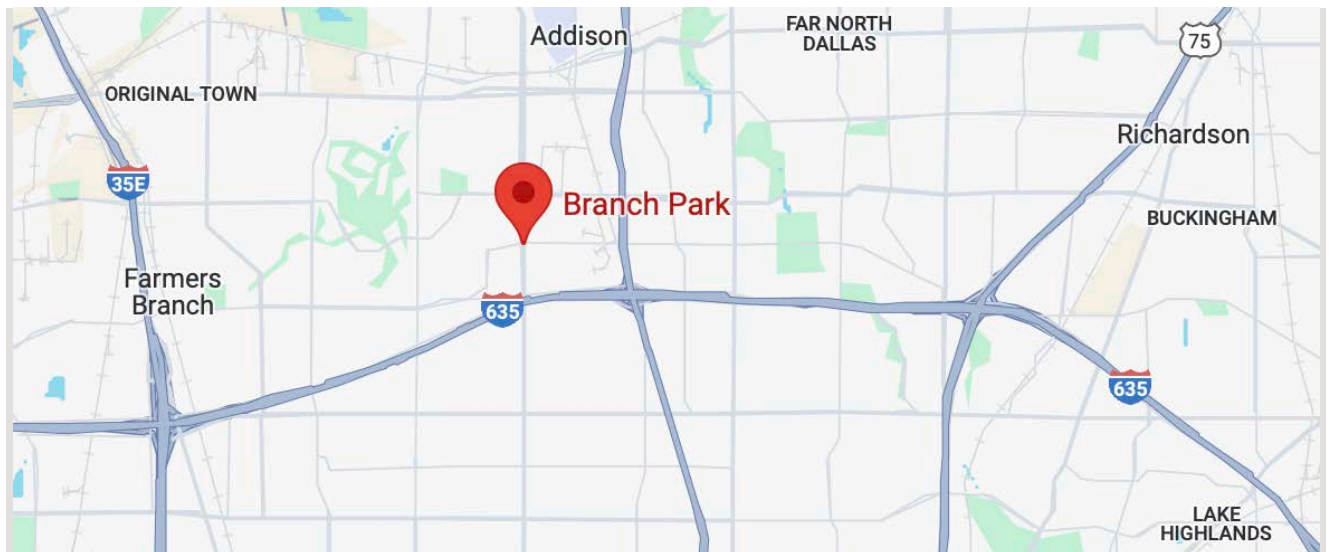 Addison
FAR NORTH
DALLAS
75
ORIGINAL TOWN
Richardson
35E
Branch Park
BUCKINGHAM
Farmers
Branch
635
635
LAKE
HIGHLANDS